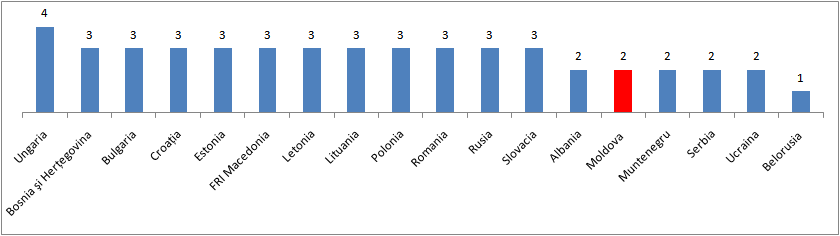 4 3 3 3 3 3 3 3 3 3 3 3 2 2 2 2 2 1
Ungaria
Bosnia și Herțegovina
Bulgaria
Croația
Estonia
FRI Macedonia
Letonia
Lituania
Polonia
Romania
Rusia
Slovacia
Albania
Moldova
Muntenegru
Serbia
Ucraina
Belorusia